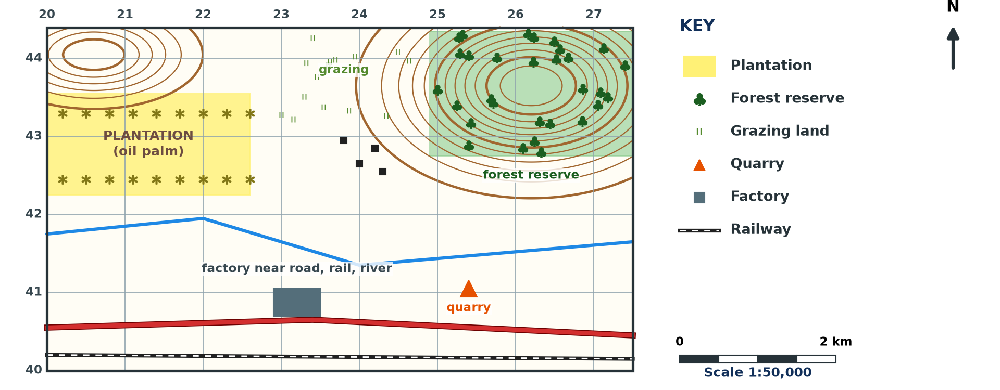 20 21 22 23 24 25 26 27
44
43
42
41
40
grazing
PLANTATION
(oil palm)
forest reserve
factory near road, rail, river
quarry
N
KEY
Plantation
Forest reserve
Grazing land
Quarry
Factory
Railway
0 2 km
Scale 1:50,000